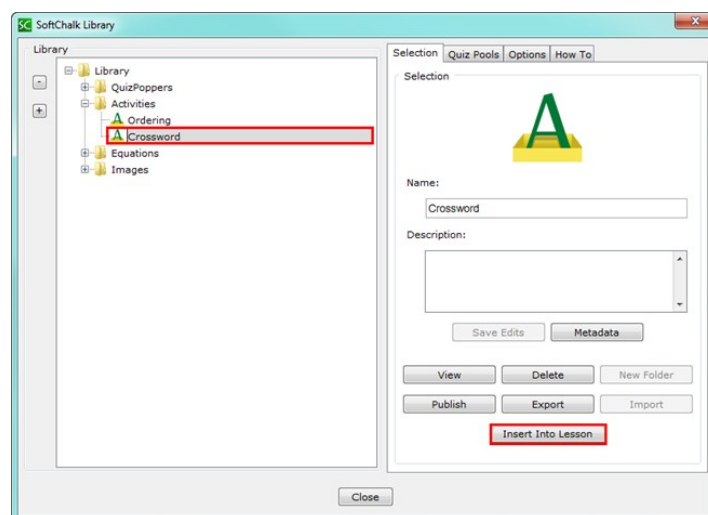 SC SoftChalk Library
x
Library
-
+
Library
QuizPoppers
Activities
Ordering
Crossword
Equations
Images
Selection Quiz Pools Options How To
Selection
A
Name:
Crossword
Description:
Save Edits Metadata
View Delete New Folder
Publish Export Import
Insert Into Lesson
Close